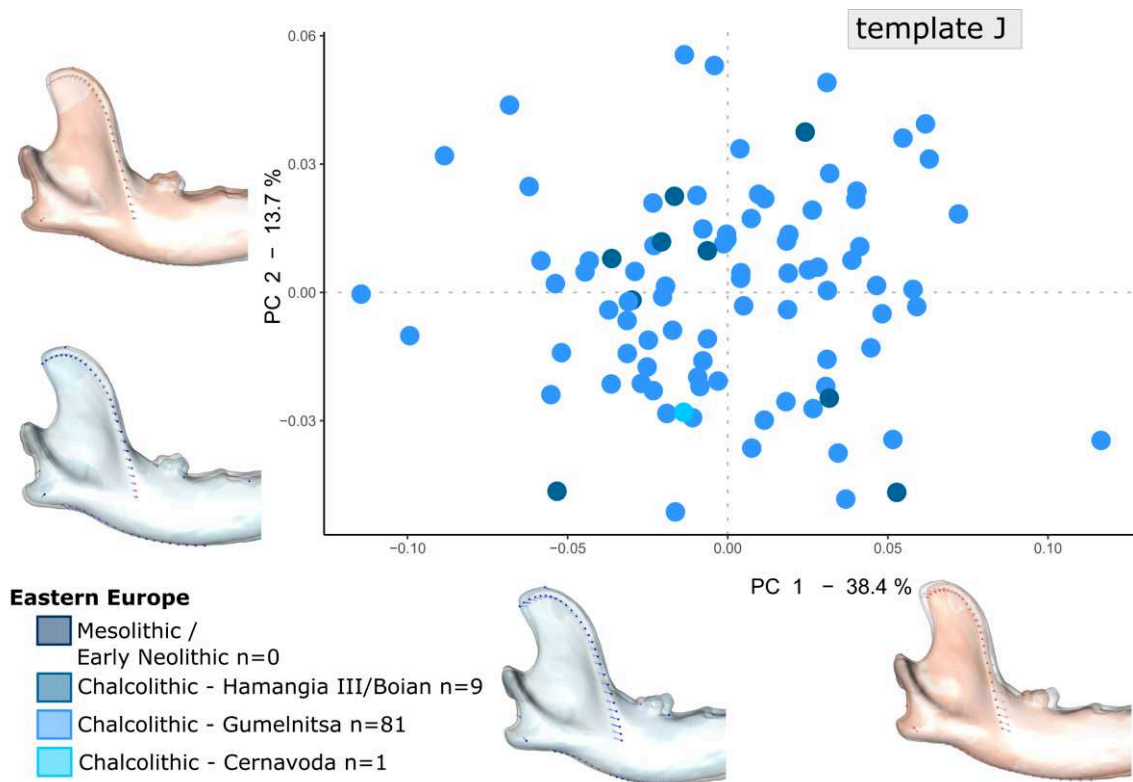 template J
0.06
0.03
0.00
−0.03
PC 2 − 13.7 %
−0.10
−0.05
0.00
0.05
0.10
PC 1 − 38.4 %
Eastern Europe
Mesolithic /
Early Neolithic n=0
Chalcolithic - Hamangia III/Boian n=9
Chalcolithic - Gumelnitsa n=81
Chalcolithic - Cernavoda n=1